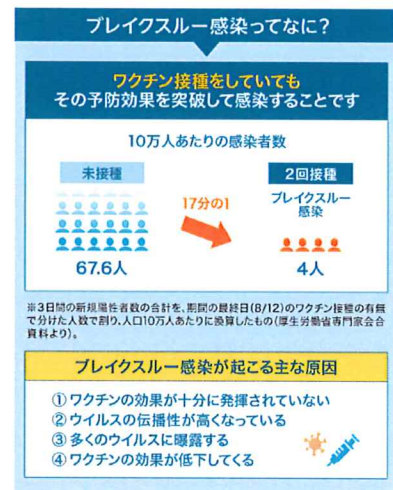 ブレイクスルー感染ってなに？
ワクチン接種をしていても
その予防効果を突破して感染することです
10万人あたりの感染者数
未接種
17分の1
2回接種
ブレイクスルー
感染
67.6人
4人
※3日間の新規陽性者数の合計を、期間の最終日(8/12)のワクチン接種の有無
で分けた人数で割り、人口10万人あたりに換算したもの(厚生労働省専門家会合
資料より)。
ブレイクスルー感染が起こる主な原因
①ワクチンの効果が十分に発揮されていない
②ウイルスの伝播性が高くなっている
③多くのウイルスに曝露する
④ワクチンの効果が低下してくる